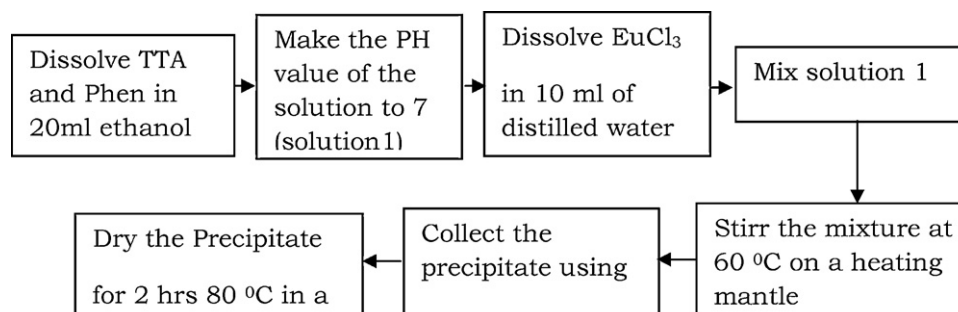 Dissolve TTA
and Phen in
20ml ethanol
Make the PH
value of the
solution to 7
(solution1)
Dissolve EuCl₃
in 10 ml of
distilled water
Mix solution 1
Stirr the mixture at
60 ⁰C on a heating
mantle
Collect the
precipitate using
Dry the Precipitate
for 2 hrs 80 ⁰C in a